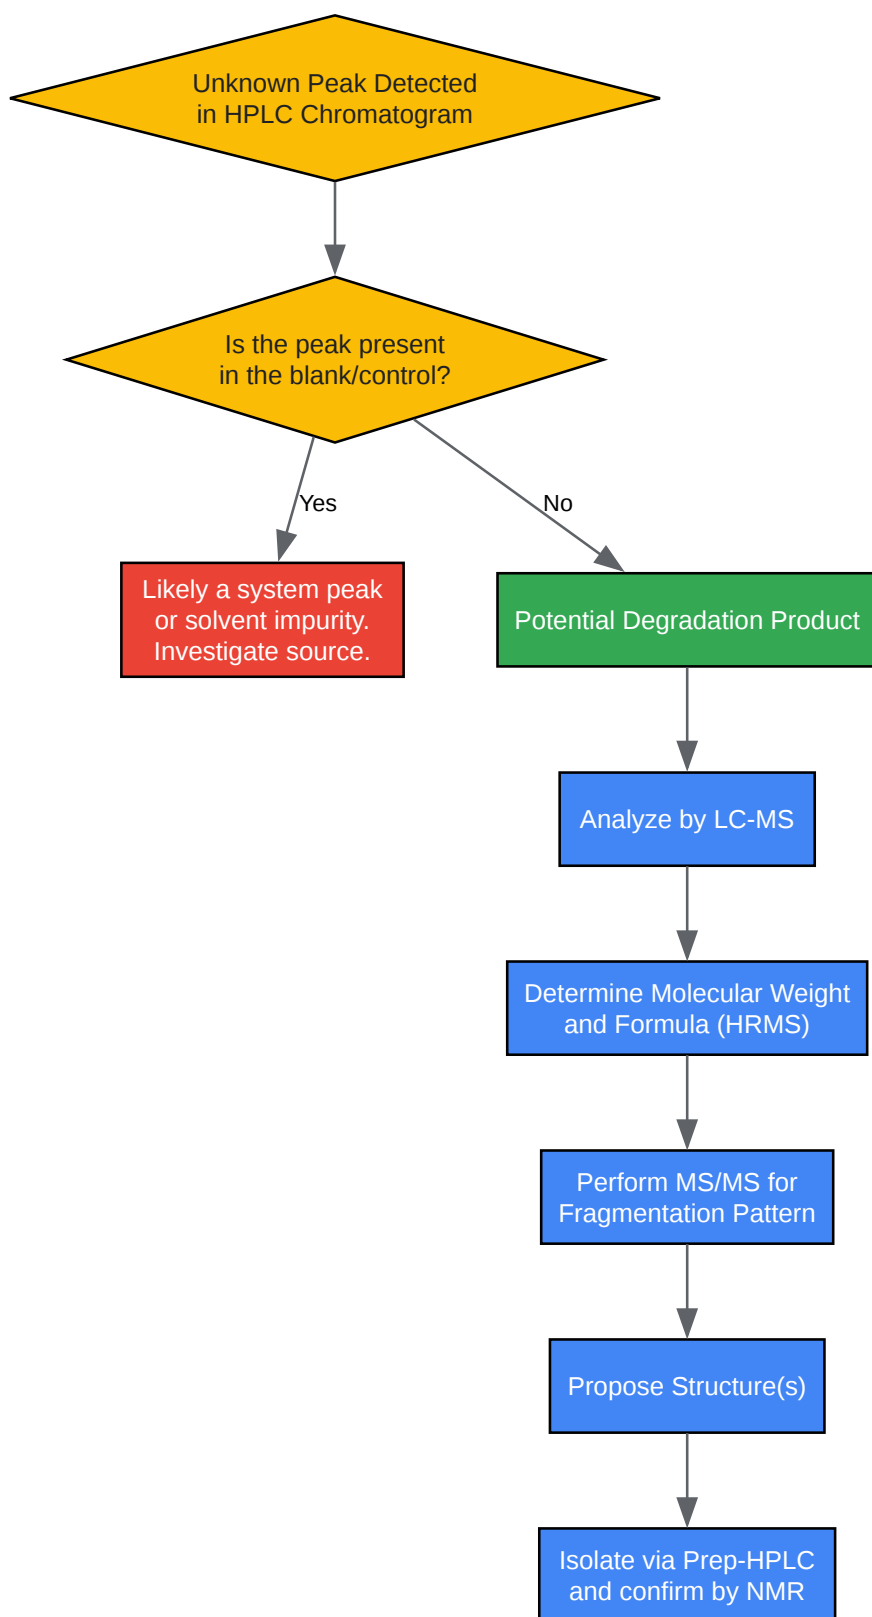 Unknown Peak Detected
in HPLC Chromatogram
Is the peak present
in the blank/control?
Yes
No
Likely a system peak
or solvent impurity.
Investigate source.
Potential Degradation Product
Analyze by LC-MS
Determine Molecular Weight
and Formula (HRMS)
Perform MS/MS for
Fragmentation Pattern
Propose Structure(s)
Isolate via Prep-HPLC
and confirm by NMR